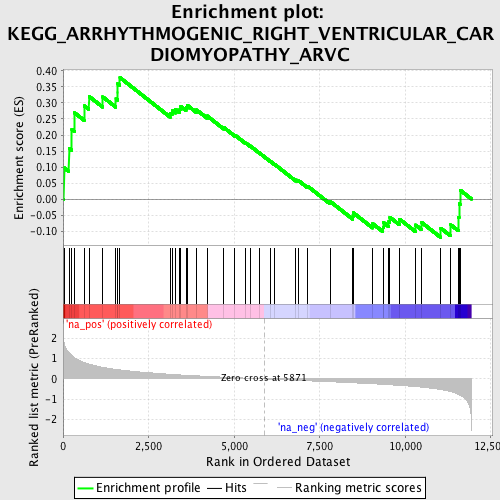 Enrichment plot:
KEGG_ARRHYTHMOGENIC_RIGHT_VENTRICULAR_CAR
DIOMYOPATHY_ARVC
Enrichment score (ES)
0.40
0.35
0.30
0.25
0.20
0.15
0.10
0.05
0.00
-0.05
-0.10
'na_pos' (positively correlated)
Ranked list metric (PreRanked)
2
1
0
-1
-2
Zero cross at 5871
'na_neg' (negatively correlated)
0 2,500 5,000 7,500 10,000 12,500
Rank in Ordered Dataset
Enrichment profile Hits Ranking metric scores